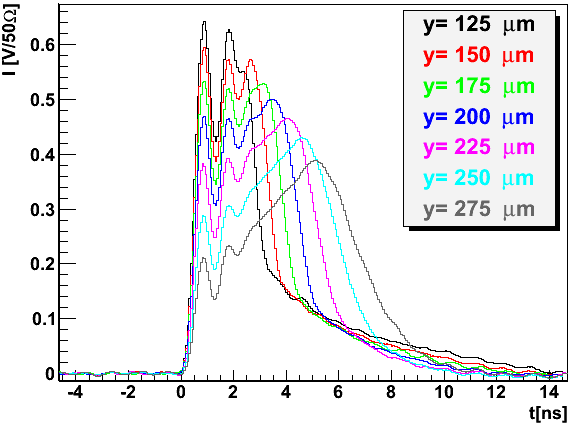 I [V/50Ω]
0.6
0.5
0.4
0.3
0.2
0.1
0
y= 125 μm
y= 150 μm
y= 175 μm
y= 200 μm
y= 225 μm
y= 250 μm
y= 275 μm
-4 -2 0 2 4 6 8 10 12 14
t[ns]